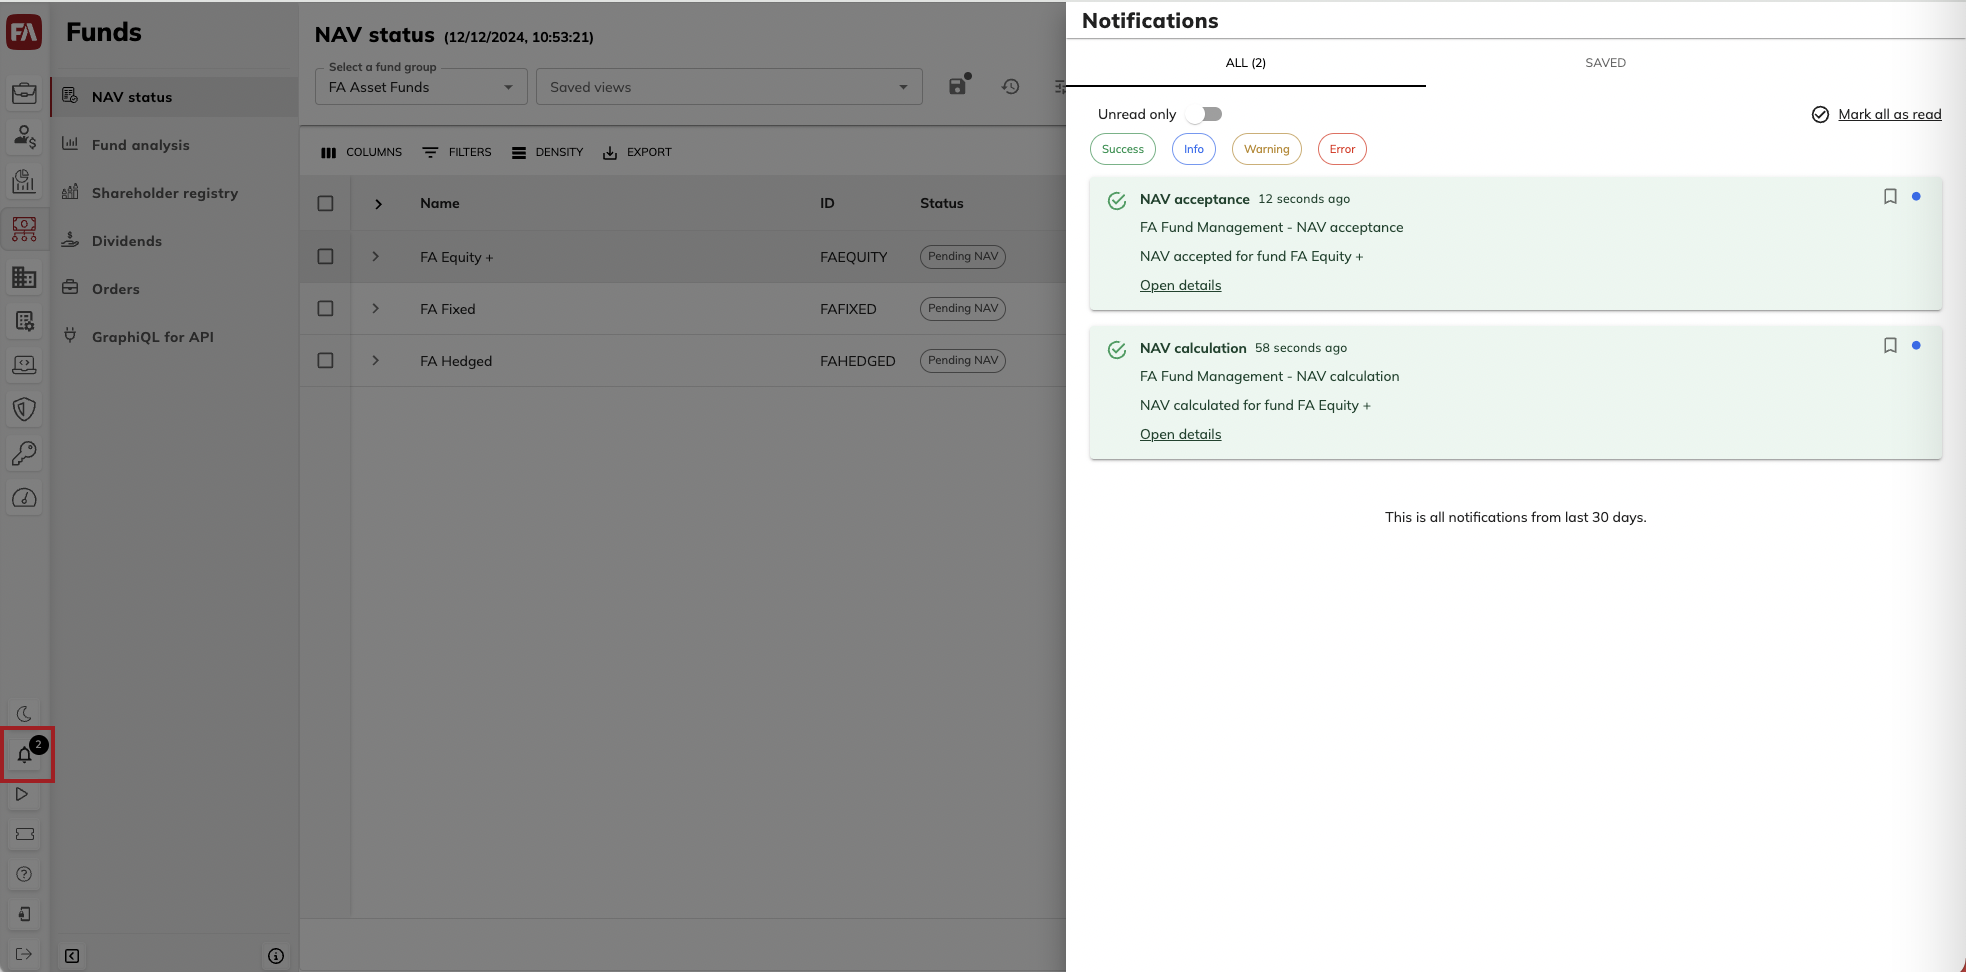 FA
Funds
NAV status
Fund analysis
Shareholder registry
Dividends
Orders
GraphiQL for API
2
NAV status (12/12/2024, 10:53:21)
Select a fund group
FA Asset Funds
Saved views
COLUMNS FILTERS DENSITY EXPORT
Name ID Status
FA Equity + FAEQUITY Pending NAV
FA Fixed FAFIXED Pending NAV
FA Hedged FAHEDGED Pending NAV
Notifications
ALL (2) SAVED
Unread only Mark all as read
Success Info Warning Error
NAV acceptance 12 seconds ago
FA Fund Management - NAV acceptance
NAV accepted for fund FA Equity +
Open details
NAV calculation 58 seconds ago
FA Fund Management - NAV calculation
NAV calculated for fund FA Equity +
Open details
This is all notifications from last 30 days.